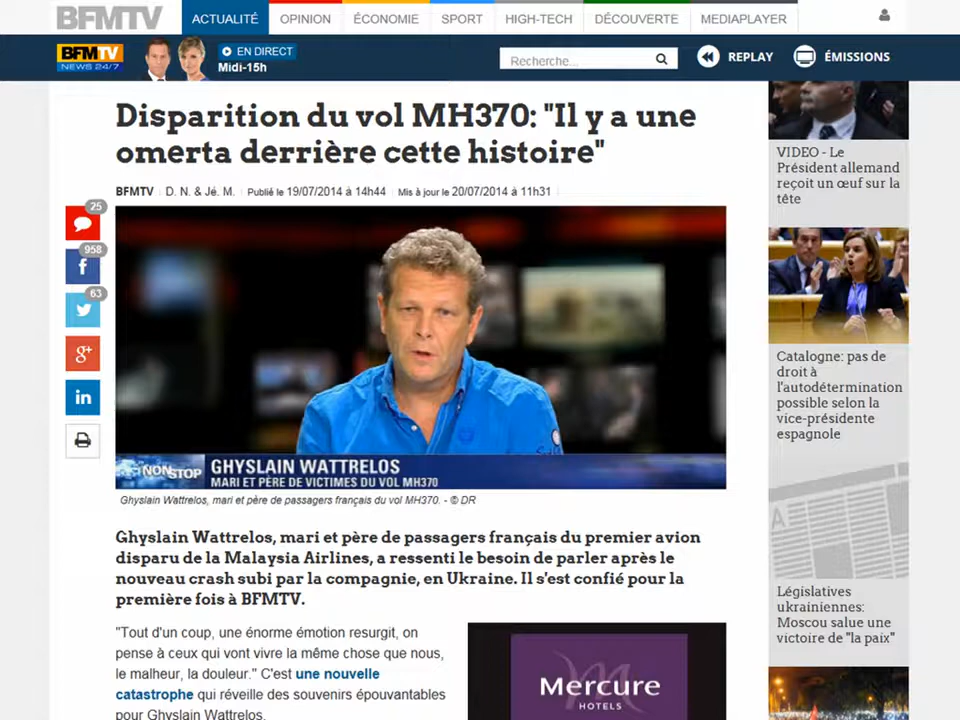 BFMTV
ACTUALITÉ
OPINION
ÉCONOMIE
SPORT
HIGH-TECH
DÉCOUVERTE
MEDIAPLAYER
BFMTV
NEWS 24/7
EN DIRECT
Midi-15h
Recherche...
REPLAY
ÉMISSIONS
Disparition du vol MH370: "Il y a une
omerta derrière cette histoire"
BFMTV D. N. & Jé. M. Publié le 19/07/2014 à 14h44 Mis à jour le 20/07/2014 à 11h31
25
958
f
63
g+
in
NON
STOP
GHYSLAIN WATTRELOS
MARI ET PÈRE DE VICTIMES DU VOL MH370
Ghyslain Wattrelos, mari et père de passagers français du vol MH370. - © DR
Ghyslain Wattrelos, mari et père de passagers français du premier avion
disparu de la Malaysia Airlines, a ressenti le besoin de parler après le
nouveau crash subi par la compagnie, en Ukraine. Il s'est confié pour la
première fois à BFMTV.
"Tout d'un coup, une énorme émotion resurgit, on
pense à ceux qui vont vivre la même chose que nous,
le malheur, la douleur." C'est une nouvelle
catastrophe qui réveille des souvenirs épouvantables
pour Ghyslain Wattrelos.
Mercure
HOTELS
VIDEO - Le
Président allemand
reçoit un œuf sur la
tête
Catalogne: pas de
droit à
l'autodétermination
possible selon la
vice-présidente
espagnole
A
Législatives
ukrainiennes:
Moscou salue une
victoire de "la paix"